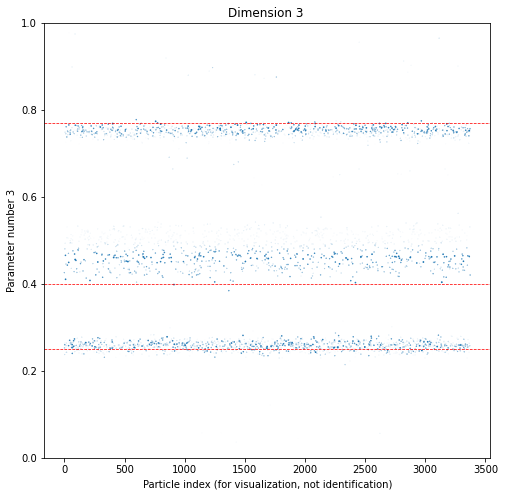 Dimension 3
1.0
0.8
0.6
0.4
0.2
0.0
Parameter number 3
0 500 1000 1500 2000 2500 3000 3500
Particle index (for visualization, not identification)